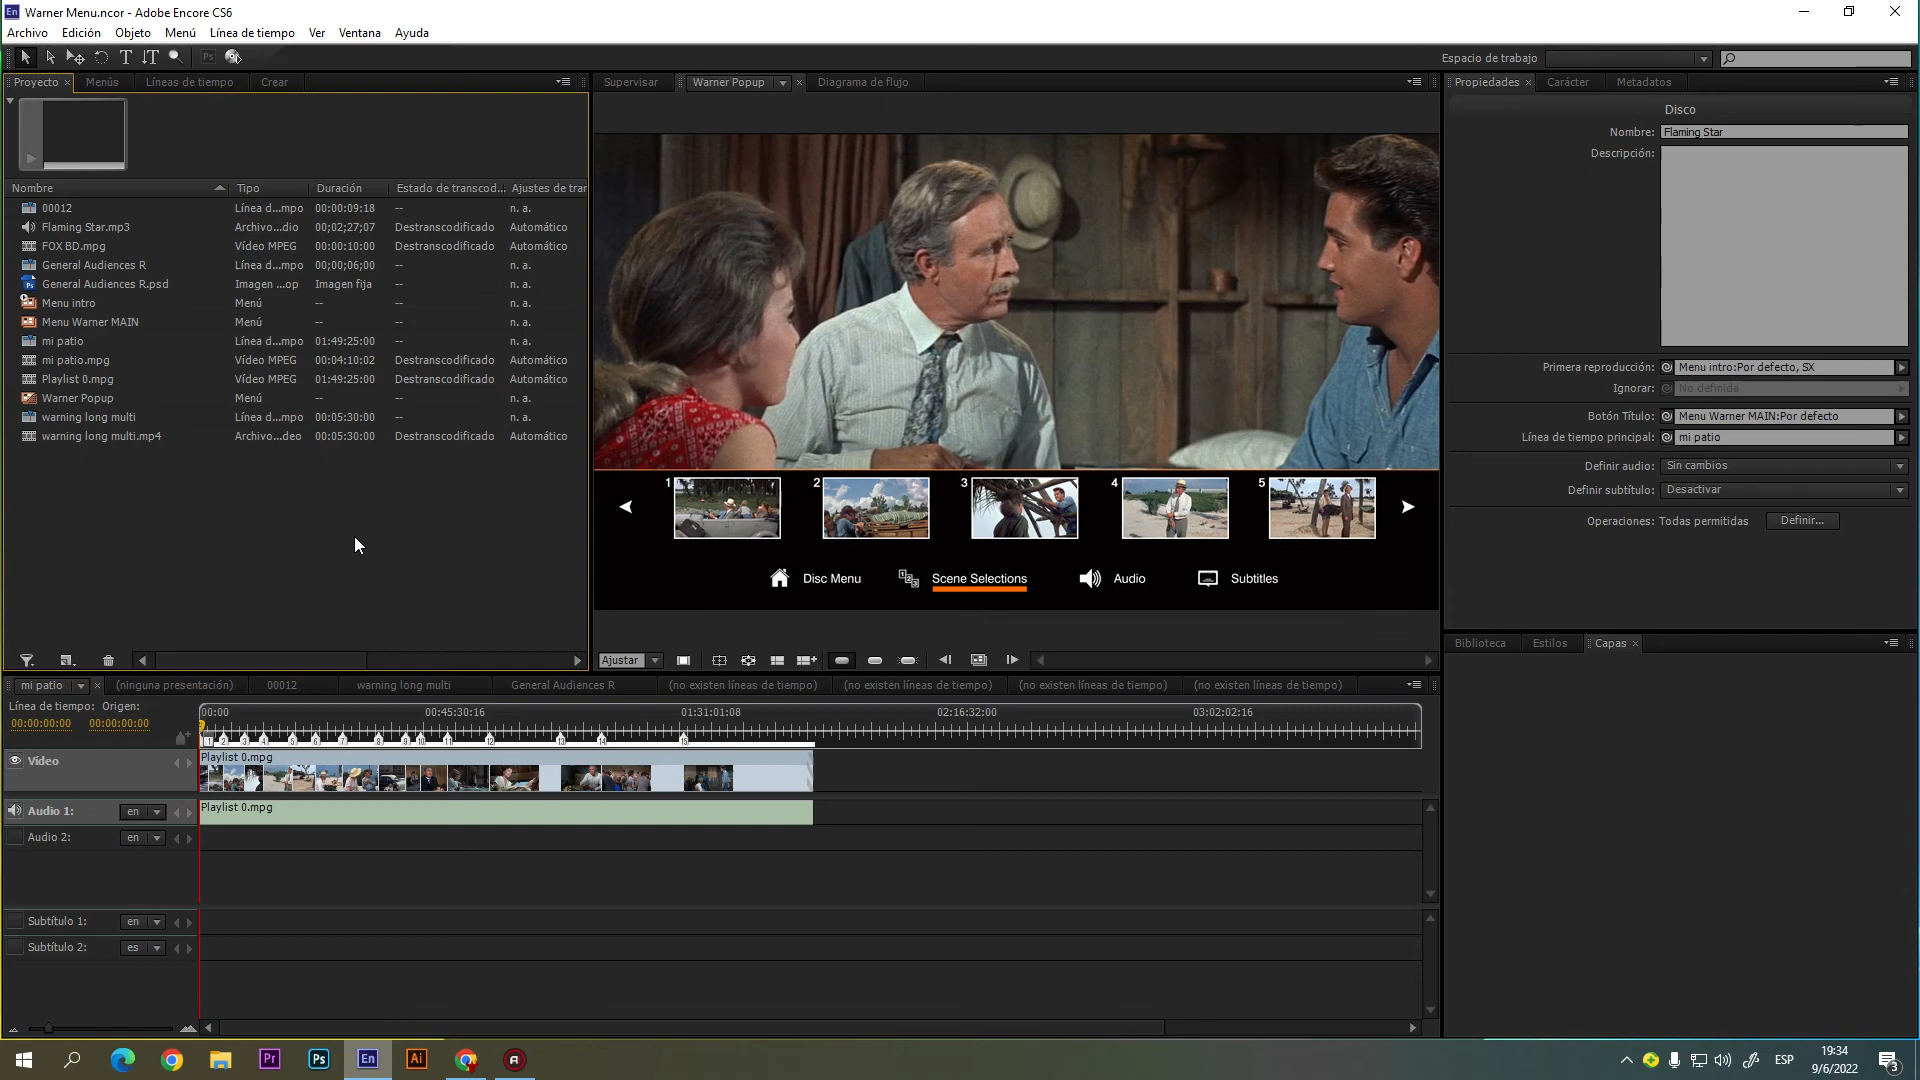 Warner Menu.ncor - Adobe Encore CS6
Archivo Edición Objeto Menú Línea de tiempo Ver Ventana Ayuda
Espacio de trabajo
Proyecto Menús Líneas de tiempo Crear
Supervisar Warner Popup Diagrama de flujo
Propiedades Carácter Metadatos
Disco
Nombre: Flaming Star
Descripción:
Nombre Tipo Duración Estado de transcod... Ajustes de tran
00012 Línea d...mpo 00:00:09:18 -- n. a.
Flaming Star.mp3 Archivo...dio 00;02;27;07 Destranscodificado Automático
FOX BD.mpg Vídeo MPEG 00:00:10:00 Destranscodificado Automático
General Audiences R Línea d...mpo 00;00;06;00 -- n. a.
General Audiences R.psd Imagen ...op Imagen fija n. a.
Menu intro Menú -- -- n. a.
Menu Warner MAIN Menú -- -- n. a.
mi patio Línea d...mpo 01:49:25:00 -- n. a.
mi patio.mpg Vídeo MPEG 00:04:10:02 Destranscodificado Automático
Playlist 0.mpg Vídeo MPEG 01:49:25:00 Destranscodificado Automático
Warner Popup Menú -- -- n. a.
warning long multi Línea d...mpo 00:05:30:00 -- n. a.
warning long multi.mp4 Archivo...deo 00:05:30:00 Destranscodificado Automático
1 2 3 4 5
Disc Menu Scene Selections Audio Subtitles
Primera reproducción: Menu intro:Por defecto, SX
Ignorar: No definida
Botón Título: Menu Warner MAIN:Por defecto
Línea de tiempo principal: mi patio
Definir audio: Sin cambios
Definir subtítulo: Desactivar
Operaciones: Todas permitidas Definir...
Biblioteca Estilos Capas
Ajustar
mi patio (ninguna presentación) 00012 warning long multi General Audiences R (no existen líneas de tiempo) (no existen líneas de tiempo) (no existen líneas de tiempo) (no existen líneas de tiempo)
Línea de tiempo: Origen:
00:00:00:00 00:00:00:00
00:00 00:45:30:16 01:31:01:08 02:16:32:00 03:02:02:16
Playlist 0.mpg
Vídeo
Playlist 0.mpg
Audio 1: en
Audio 2: en
Subtítulo 1: en
Subtítulo 2: es
ESP
19:34
9/6/2022
3